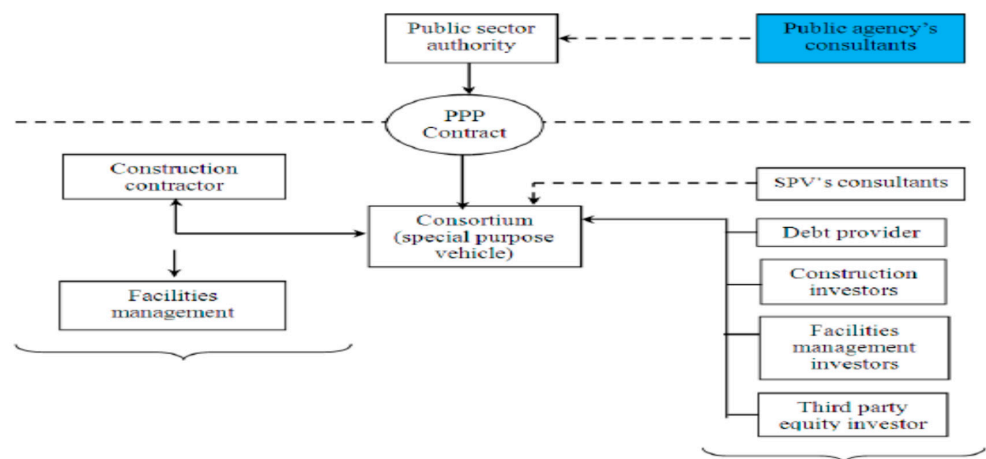 Public sector
authority
Public agency's
consultants
PPP
Contract
Construction
contractor
SPV's consultants
Consortium
(special purpose
vehicle)
Debt provider
Construction
investors
Facilities
management
Facilities
management
investors
Third party
equity investor